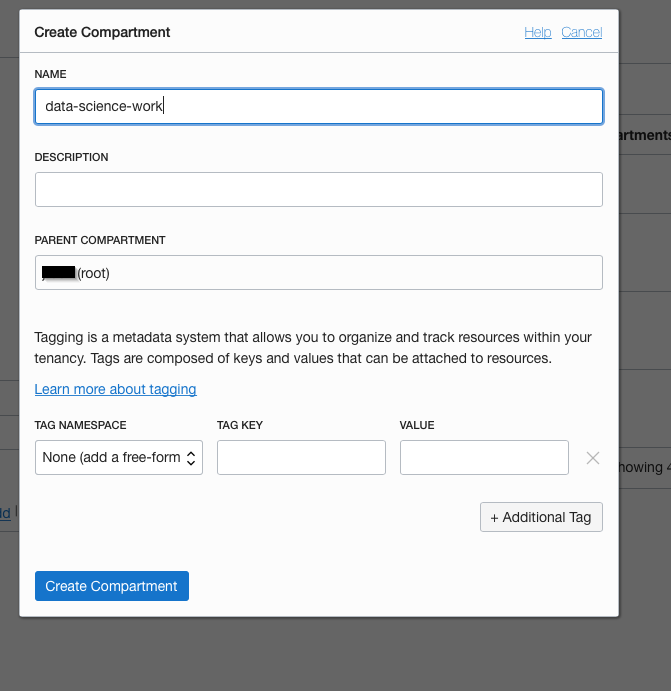 Create Compartment Help Cancel
NAME
data-science-work
DESCRIPTION
PARENT COMPARTMENT
(root)
Tagging is a metadata system that allows you to organize and track resources within your
tenancy. Tags are composed of keys and values that can be attached to resources.
Learn more about tagging
TAG NAMESPACE TAG KEY VALUE
None (add a free-form
+ Additional Tag
Create Compartment
artments
howing 4
ld